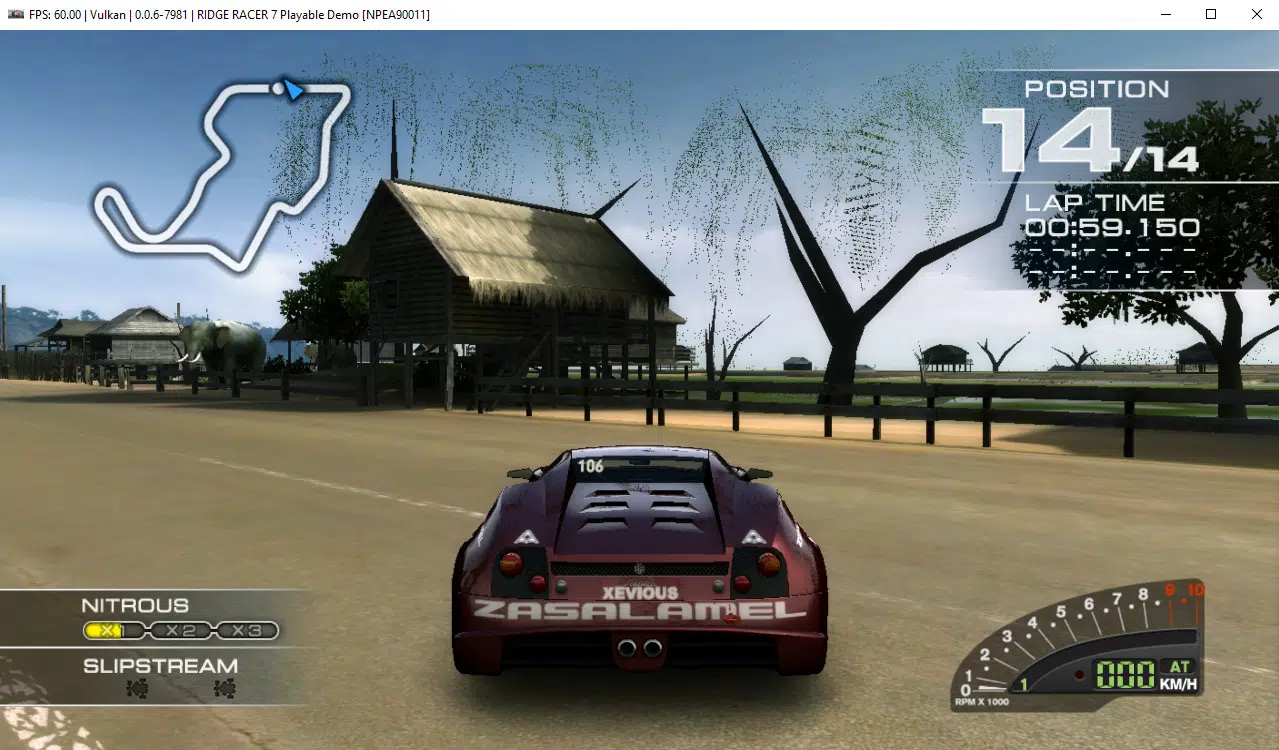 FPS: 60.00 | Vulkan | 0.0.6-7981 | RIDGE RACER 7 Playable Demo [NPEA90011]
POSITION
14/14
LAP TIME
00:59.150
--:--.---
--:--.---
106
XEVIOUS
ZASALAMEL
NITROUS
X1 X2 X3
SLIPSTREAM
0 1 2 3 4 5 6 7 8 9 10
RPM X 1000
1
000
AT
KM/H